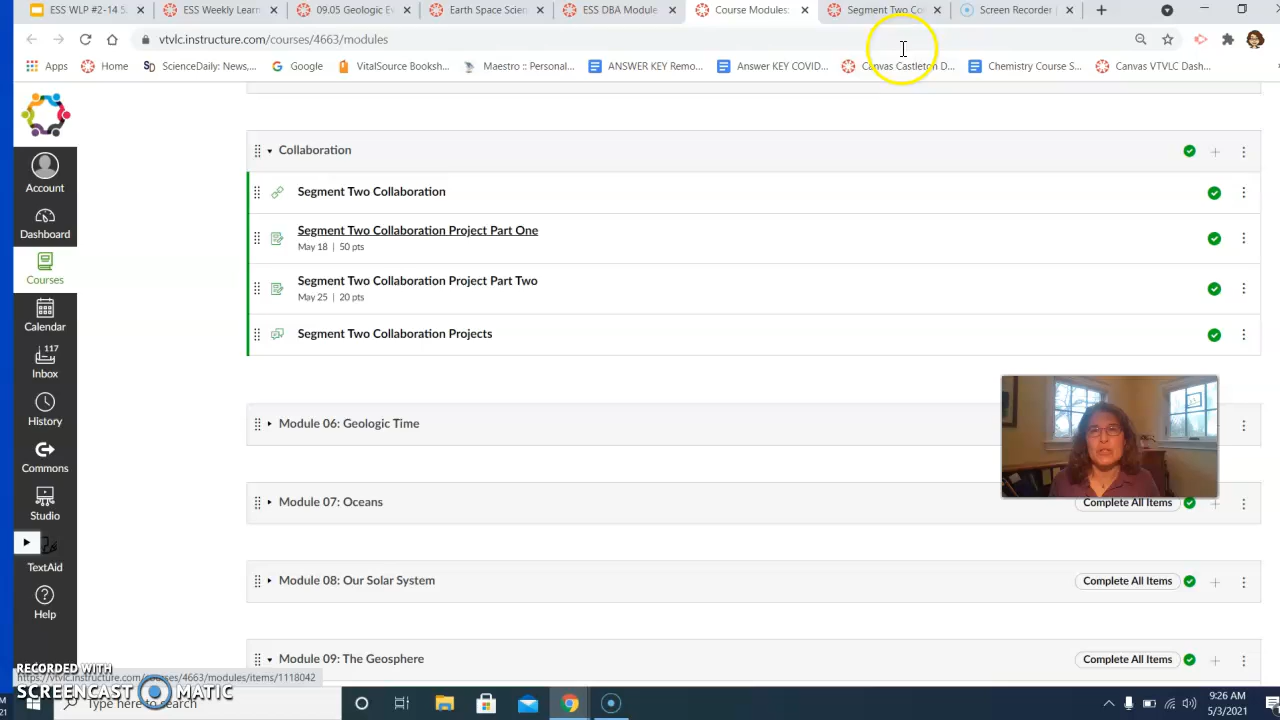 ESS WLP #2-14 5:
ESS Weekly Learn
09.05 Geologic E
Earth Space Scien
ESS DBA Module
Course Modules:
Segment Two Co
Screen Recorder
vtvlc.instructure.com/courses/4663/modules
Apps
Home
ScienceDaily: News,...
Google
VitalSource Booksh...
Maestro :: Personal...
ANSWER KEY Remo...
Answer KEY COVID...
Canvas Castleton D...
Chemistry Course S...
Canvas VTVLC Dash...
Account
Dashboard
Courses
Calendar
117
Inbox
History
Commons
Studio
TextAid
Help
Collaboration
Segment Two Collaboration
Segment Two Collaboration Project Part One
May 18 | 50 pts
Segment Two Collaboration Project Part Two
May 25 | 20 pts
Segment Two Collaboration Projects
Module 06: Geologic Time
Module 07: Oceans
Complete All Items
Module 08: Our Solar System
Complete All Items
Module 09: The Geosphere
Complete All Items
https://vtvlc.instructure.com/courses/4663/modules/items/1118042
RECORDED WITH
SCREENCAST MATIC
Type here to search
9:26 AM
5/3/2021